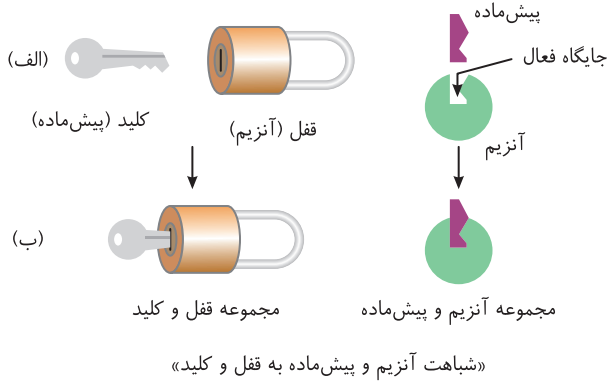 پیش‌ماده
جایگاه فعال
(الف)
کلید (پیش‌ماده)
قفل (آنزیم)
آنزیم
(ب)
مجموعه قفل و کلید
مجموعه آنزیم و پیش‌ماده
«شباهت آنزیم و پیش‌ماده به قفل و کلید»